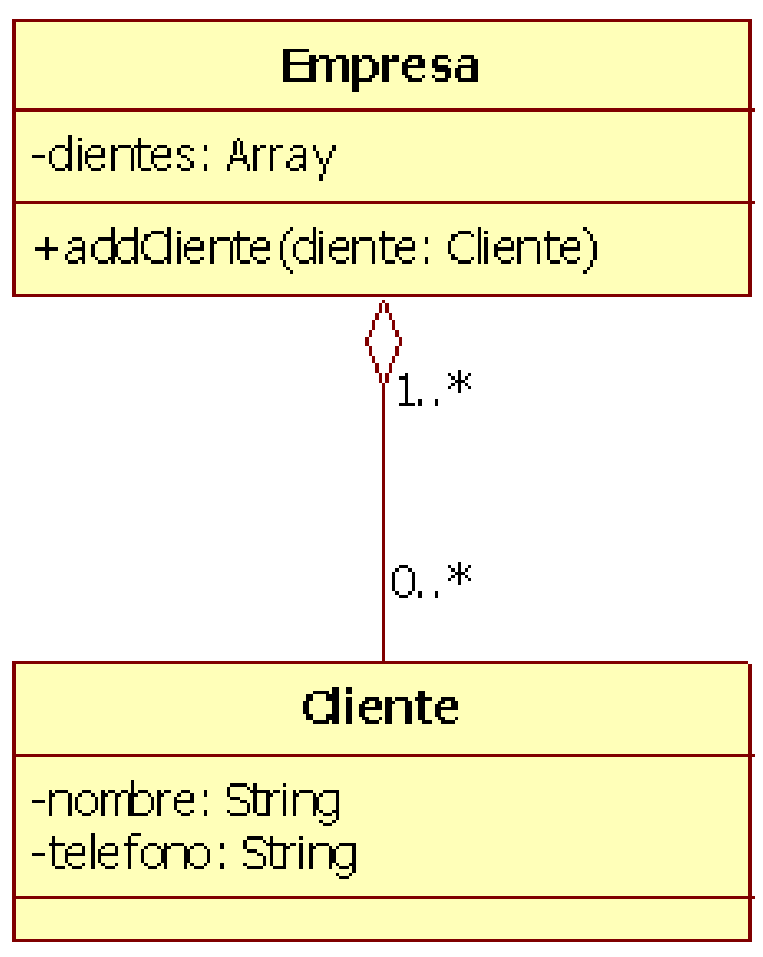 Empresa
-clientes: Array
+addCliente(cliente: Cliente)
1..*
0..*
Cliente
-nombre: String
-telefono: String